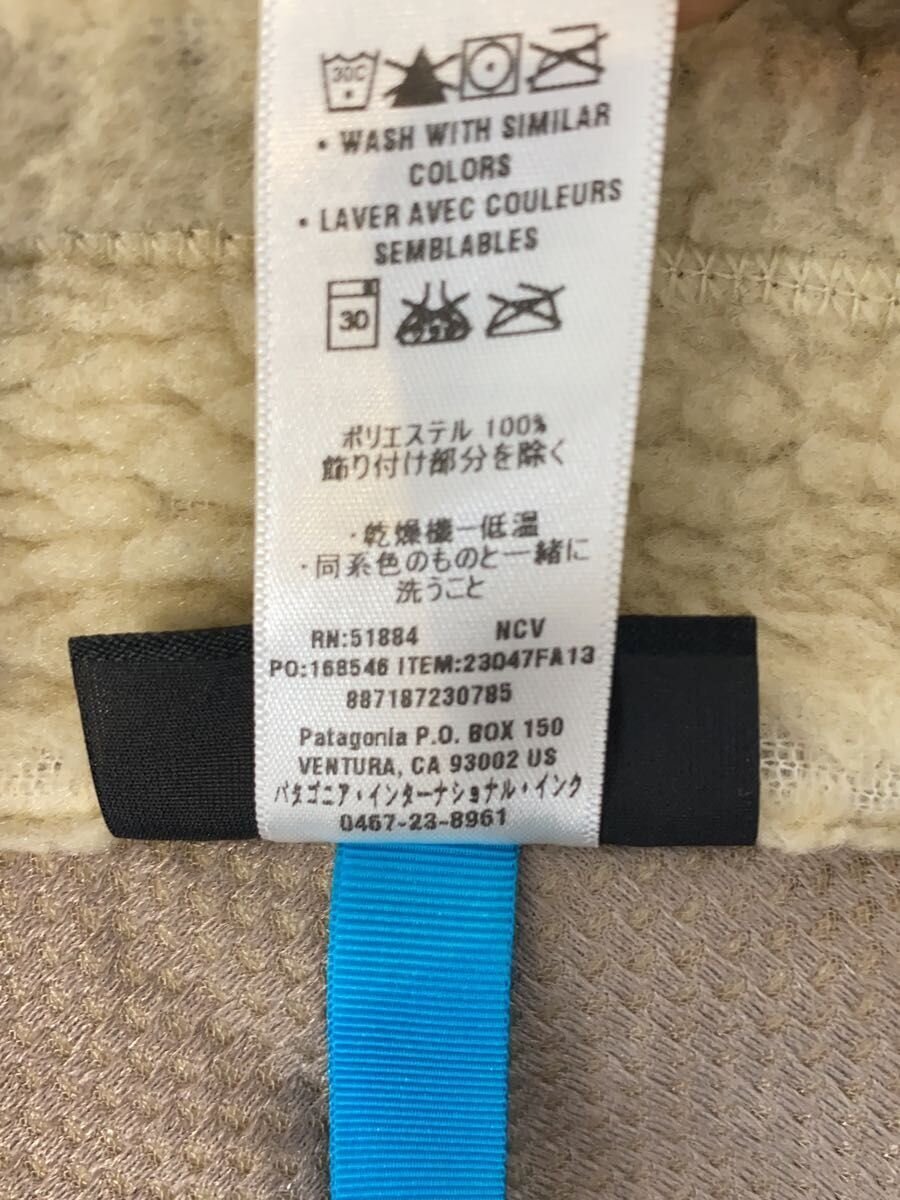 30C
• WASH WITH SIMILAR
COLORS
• LAVER AVEC COULEURS
SEMBLABLES
30
ポリエステル 100%
飾り付け部分を除く
・乾燥機ー低温
・同系色のものと一緒に
洗うこと
RN:51884 NCV
PO:168546 ITEM:23047FA13
887187230785
Patagonia P.O. BOX 150
VENTURA, CA 93002 US
パタゴニア・インターナショナル・インク
0467-23-8961